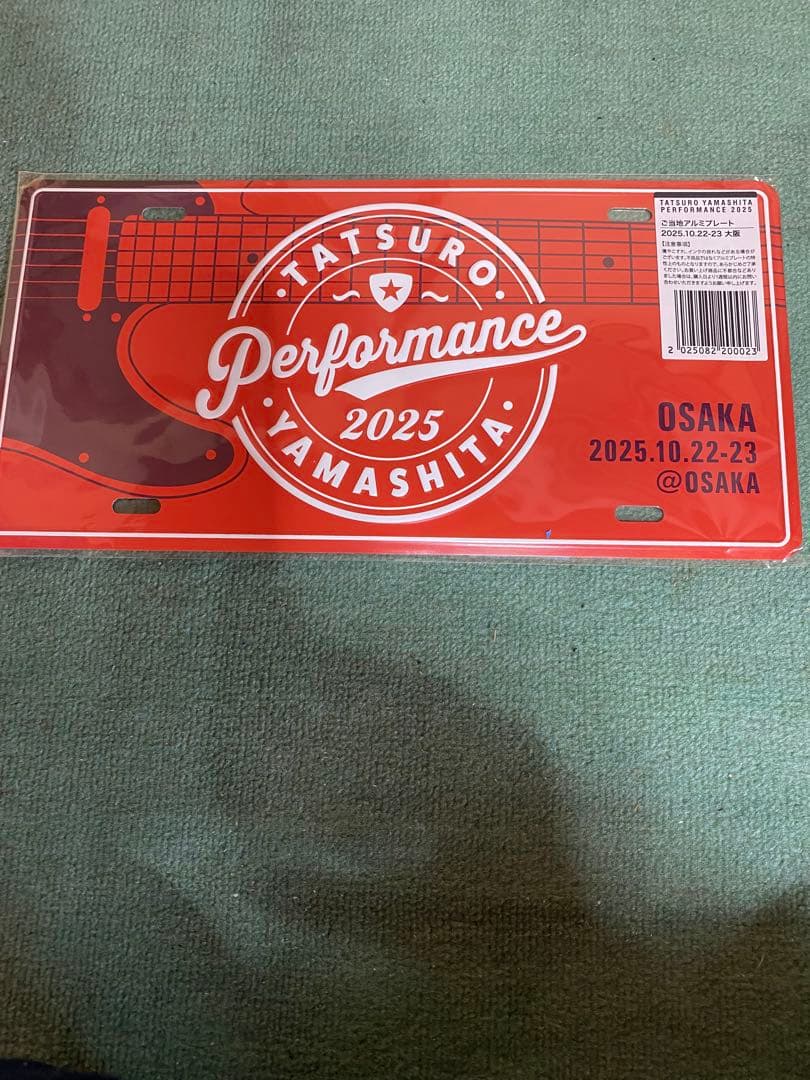 TATSURO
Performance
2025
YAMASHITA
TATSURO YAMASHITA
PERFORMANCE 2025
ご当地アルミプレート
2025.10.22-23 大阪
【注意事項】
2 025082 200023
OSAKA
2025.10.22-23
@OSAKA